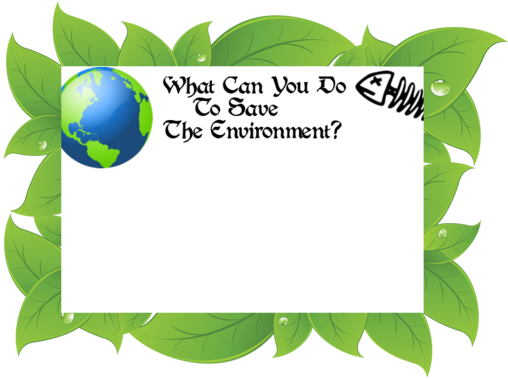 What Can You Do
To Save
The Environment?